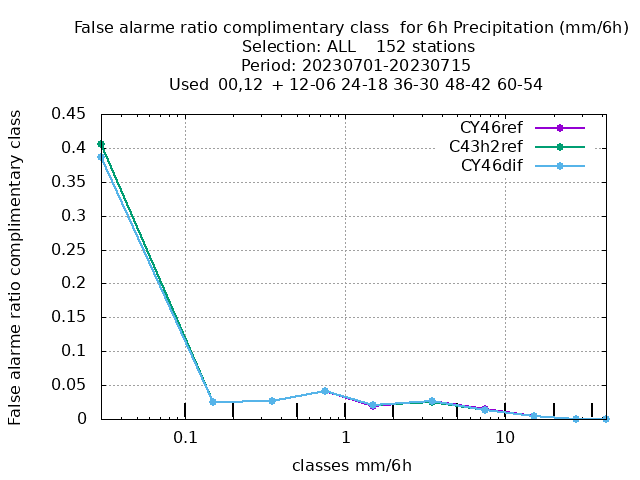 False alarme ratio complimentary class  for 6h Precipitation (mm/6h)
Selection: ALL    152 stations
Period: 20230701-20230715
Used  00,12  + 12-06 24-18 36-30 48-42 60-54
False alarme ratio complimentary class
0.45
0.4
0.35
0.3
0.25
0.2
0.15
0.1
0.05
0
CY46ref
C43h2ref
CY46dif
0.1
1
10
classes mm/6h